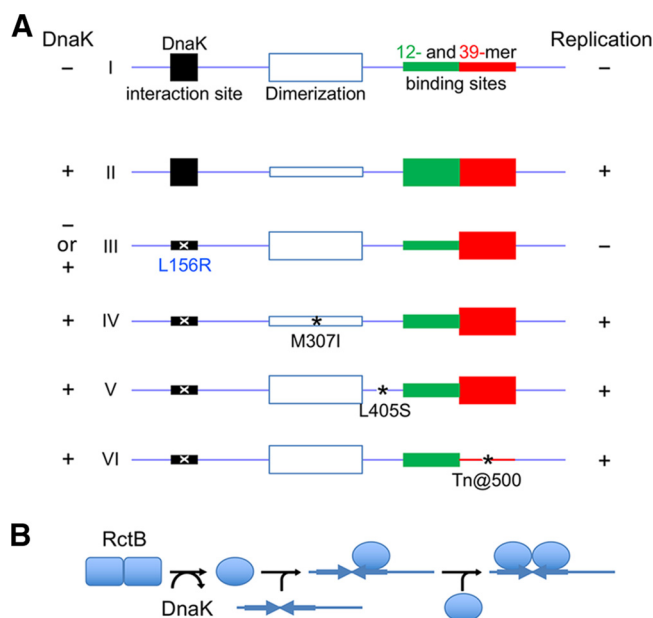 A
DnaK
Replication
DnaK
12- and 39-mer
– I –
interaction site
Dimerization
binding sites
+ II +
–
or III –
+
L156R
+ IV * +
M307I
+ V * +
L405S
+ VI * +
Tn@500
B
RctB
DnaK